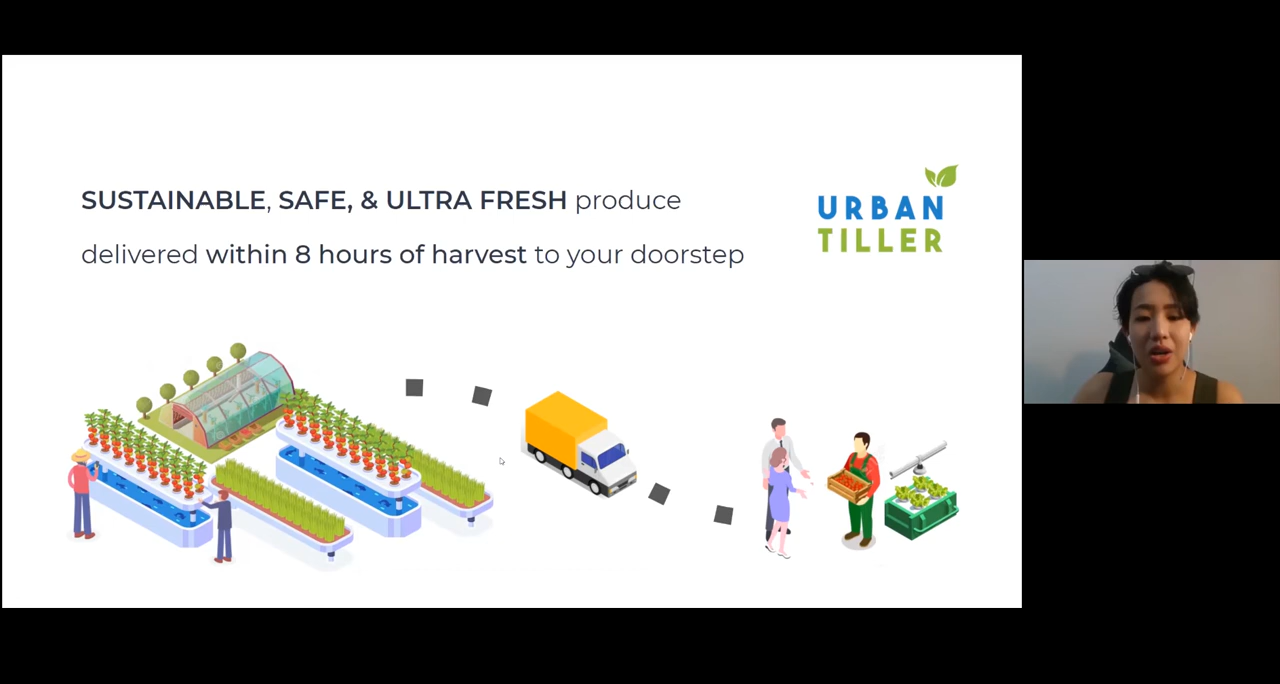 SUSTAINABLE, SAFE, & ULTRA FRESH produce
delivered within 8 hours of harvest to your doorstep
URBAN
TILLER